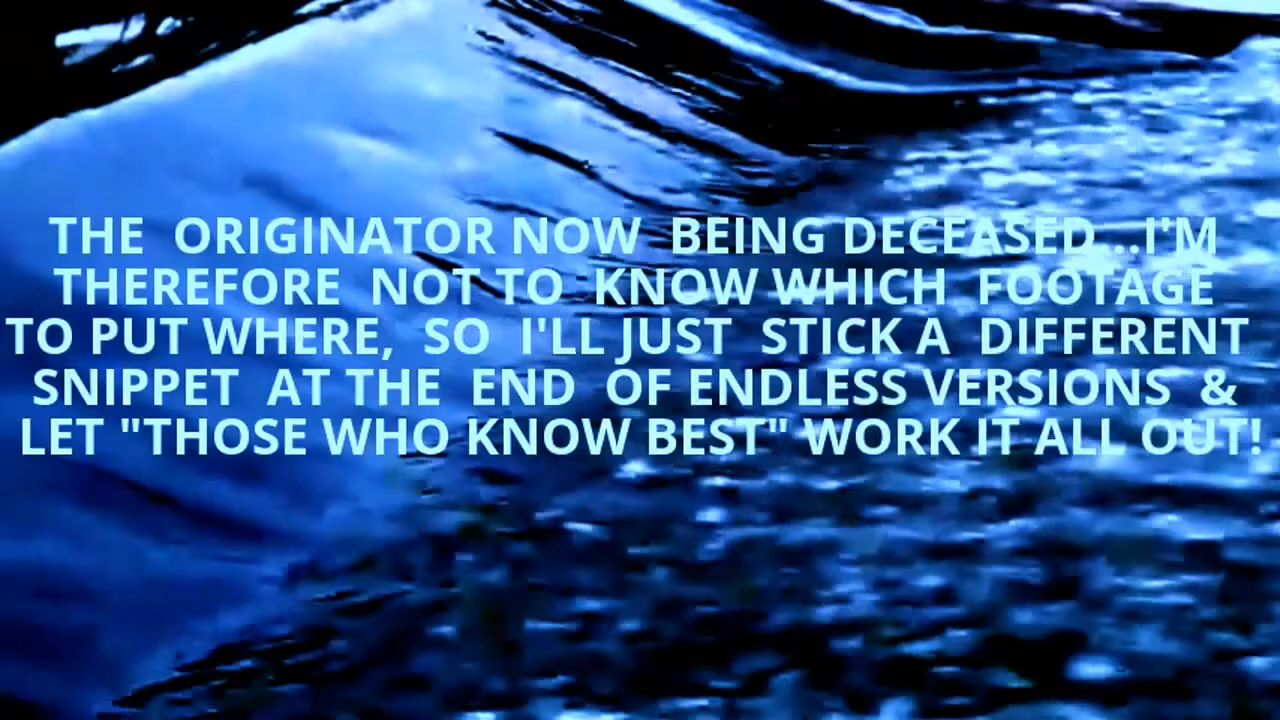 THE ORIGINATOR NOW BEING DECEASED...I'M
THEREFORE NOT TO KNOW WHICH FOOTAGE
TO PUT WHERE, SO I'LL JUST STICK A DIFFERENT
SNIPPET AT THE END OF ENDLESS VERSIONS &
LET "THOSE WHO KNOW BEST" WORK IT ALL OUT!